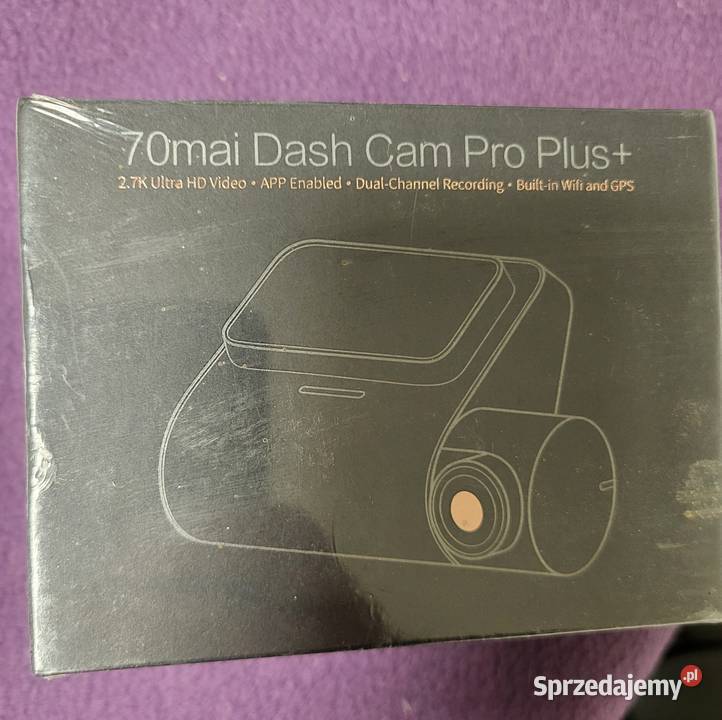 70mai Dash Cam Pro Plus+
2.7K Ultra HD Video • APP Enabled • Dual-Channel Recording • Built-in Wifi and GPS
Sprzedajemy.pl